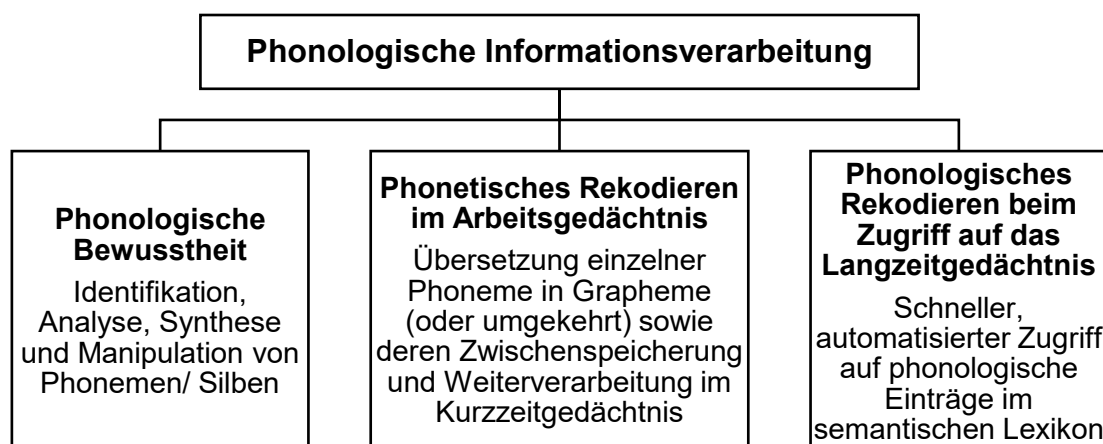 Phonologische Informationsverarbeitung
Phonologische
Bewusstheit
Identifikation,
Analyse, Synthese
und Manipulation von
Phonemen/ Silben
Phonetisches Rekodieren
im Arbeitsgedächtnis
Übersetzung einzelner
Phoneme in Grapheme
(oder umgekehrt) sowie
deren Zwischenspeicherung
und Weiterverarbeitung im
Kurzzeitgedächtnis
Phonologisches
Rekodieren beim
Zugriff auf das
Langzeitgedächtnis
Schneller,
automatisierter Zugriff
auf phonologische
Einträge im
semantischen Lexikon